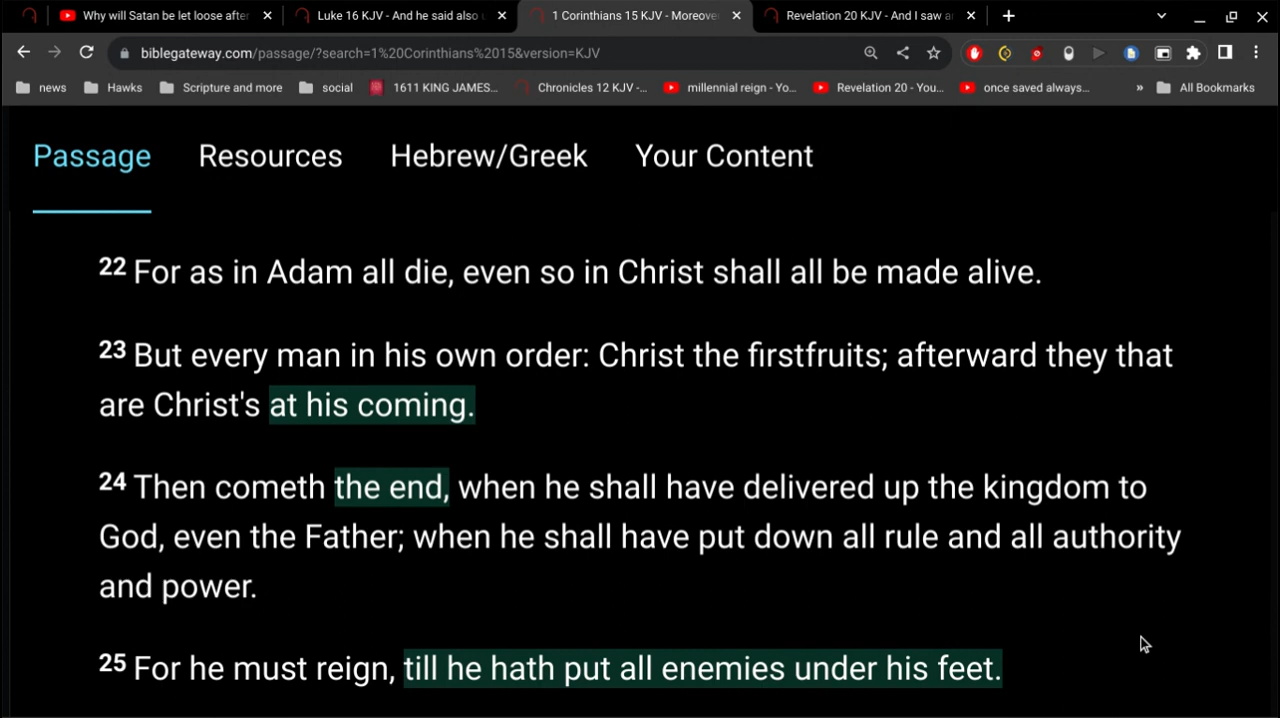 Why will Satan be let loose after
Luke 16 KJV - And he said also u
1 Corinthians 15 KJV - Moreover
Revelation 20 KJV - And I saw an
biblegateway.com/passage/?search=1%20Corinthians%2015&version=KJV
news
Hawks
Scripture and more
social
1611 KING JAMES...
Chronicles 12 KJV -...
millennial reign - Yo...
Revelation 20 - You...
once saved always...
»
All Bookmarks
Passage
Resources
Hebrew/Greek
Your Content
22 For as in Adam all die, even so in Christ shall all be made alive.
23 But every man in his own order: Christ the firstfruits; afterward they that
are Christ's at his coming.
24 Then cometh the end, when he shall have delivered up the kingdom to
God, even the Father; when he shall have put down all rule and all authority
and power.
25 For he must reign, till he hath put all enemies under his feet.